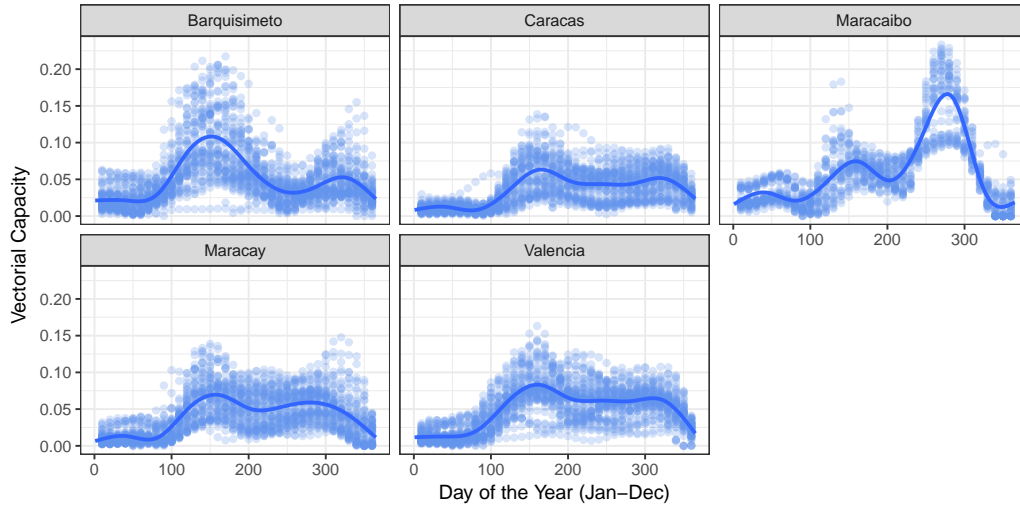 Barquisimeto
Caracas
Maracaibo
0.20
0.15
0.10
0.05
0.00
0 100 200 300
Maracay
Valencia
0.20
0.15
0.10
0.05
0.00
0 100 200 300
0 100 200 300
Vectorial Capacity
Day of the Year (Jan−Dec)